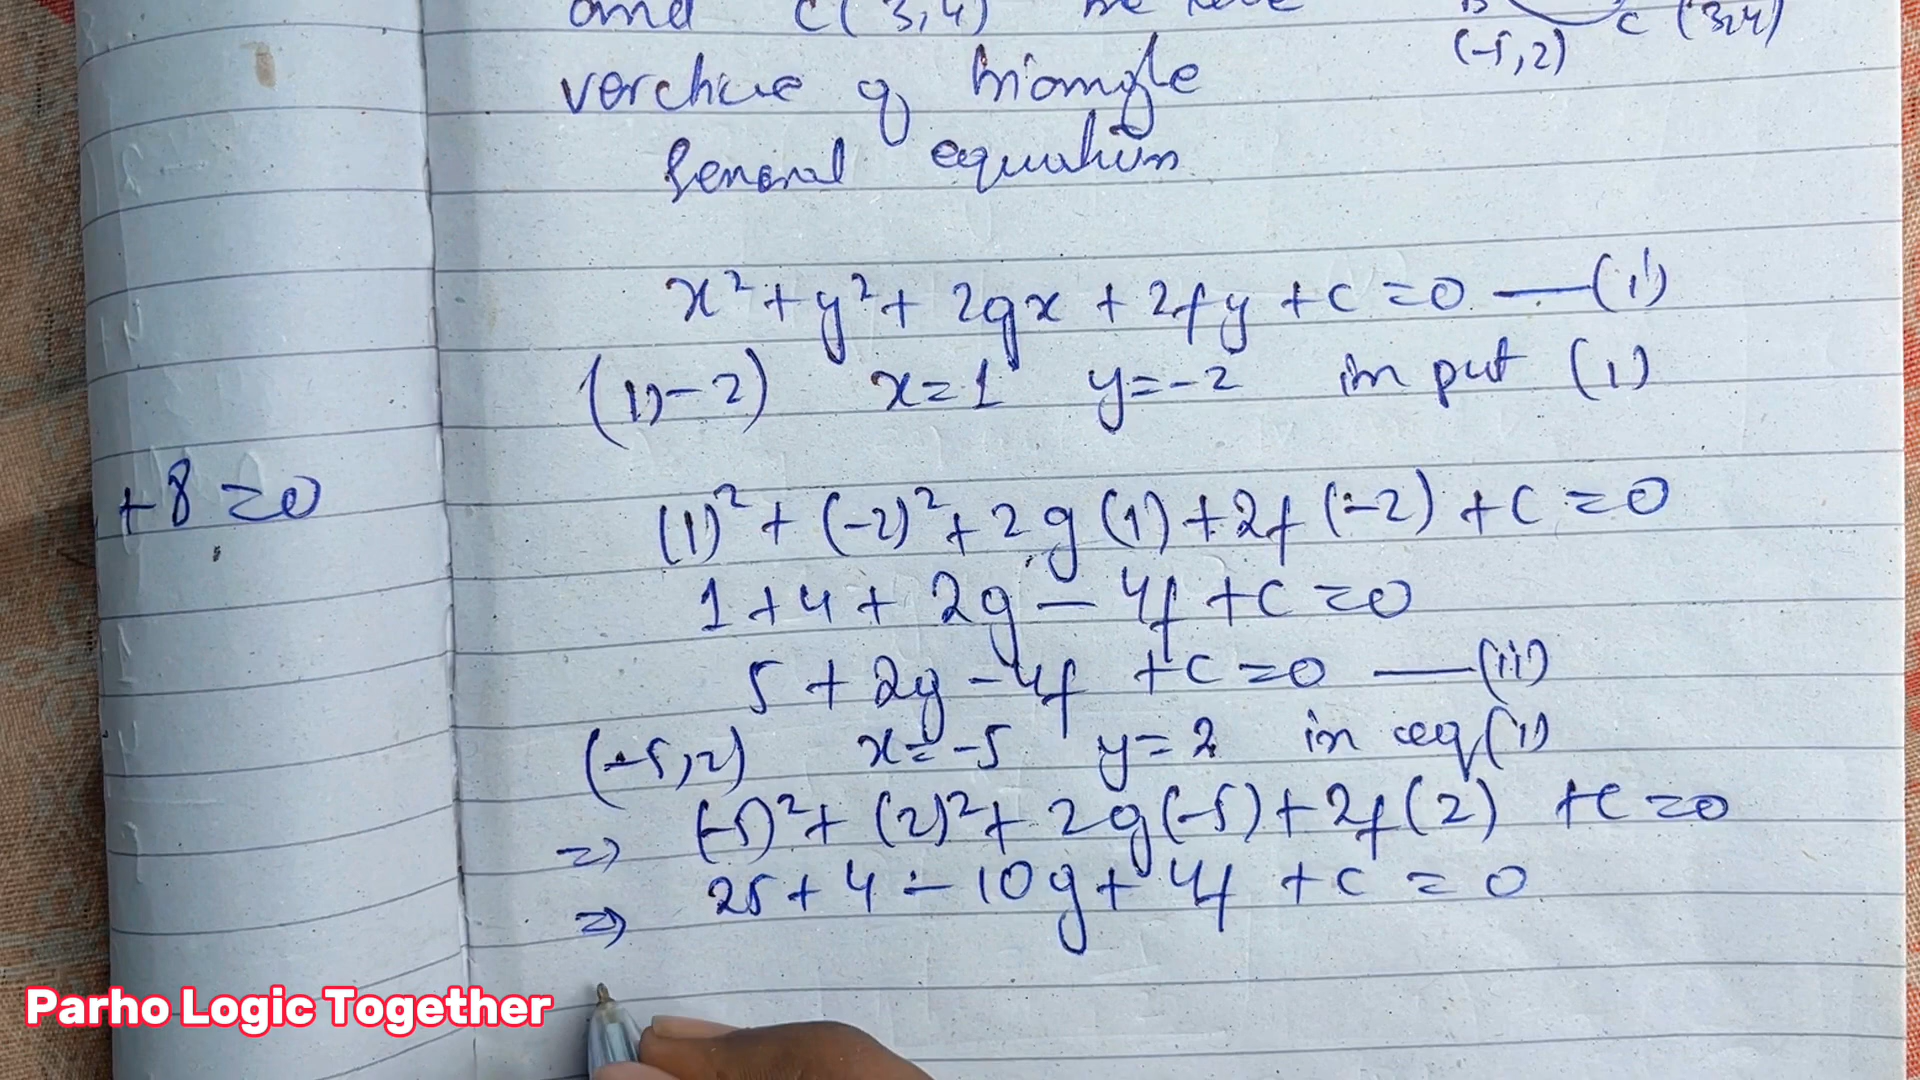 and C(3,4) be
B C (3,4)
(-5,2)
verchue of triangle
General equation
x²+y²+2gx+2fy+c=0 —(i)
(1,-2) x=1 y=-2 in put (1)
+8=0
(1)²+(-2)²+2g(1)+2f(-2)+c=0
1+4+2g-4f+c=0
5+2g-4f+c=0 —(ii)
(-5,2) x=-5 y=2 in eq(1)
=> (-5)²+(2)²+2g(-5)+2f(2)+c=0
=> 25+4-10g+4f+c=0
Parho Logic Together